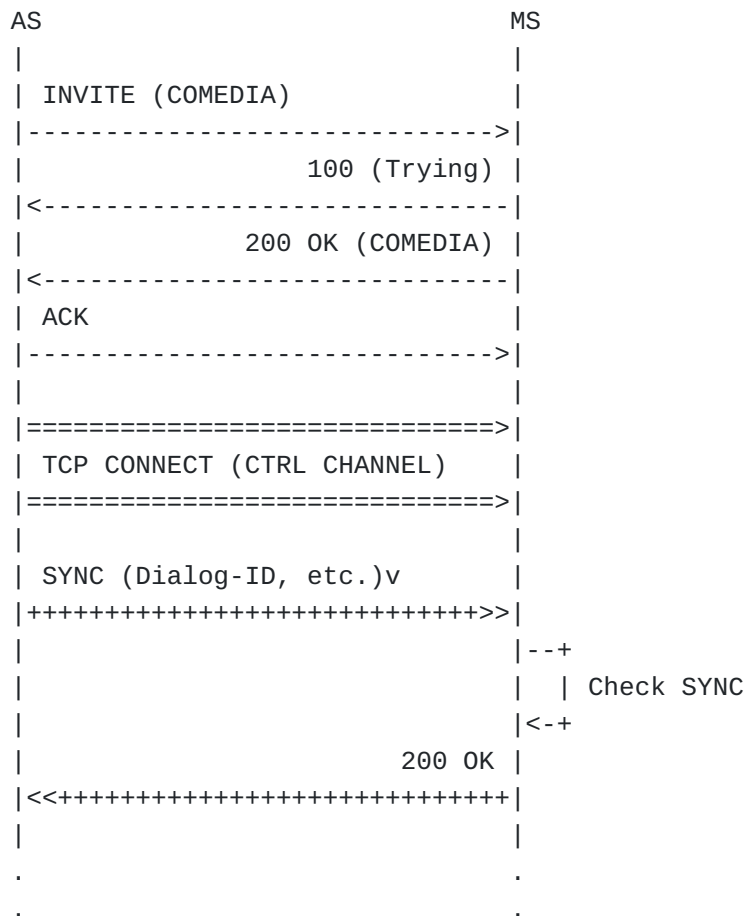 AS MS
INVITE (COMEDIA)
100 (Trying)
200 OK (COMEDIA)
ACK
TCP CONNECT (CTRL CHANNEL)
SYNC (Dialog-ID, etc.)v
Check SYNC
200 OK